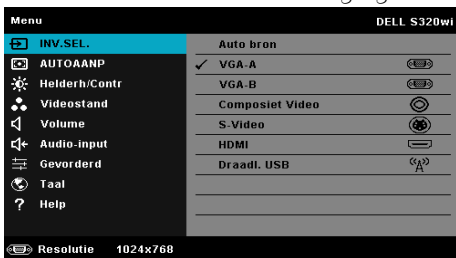 Menu DELL S320wi
INV.SEL. Auto bron
AUTOAANP VGA-A
Helderh/Contr VGA-B
Videostand Composiet Video
Volume S-Video
Audio-input HDMI
Gevorderd Draadl. USB
Taal
Help
Resolutie 1024x768